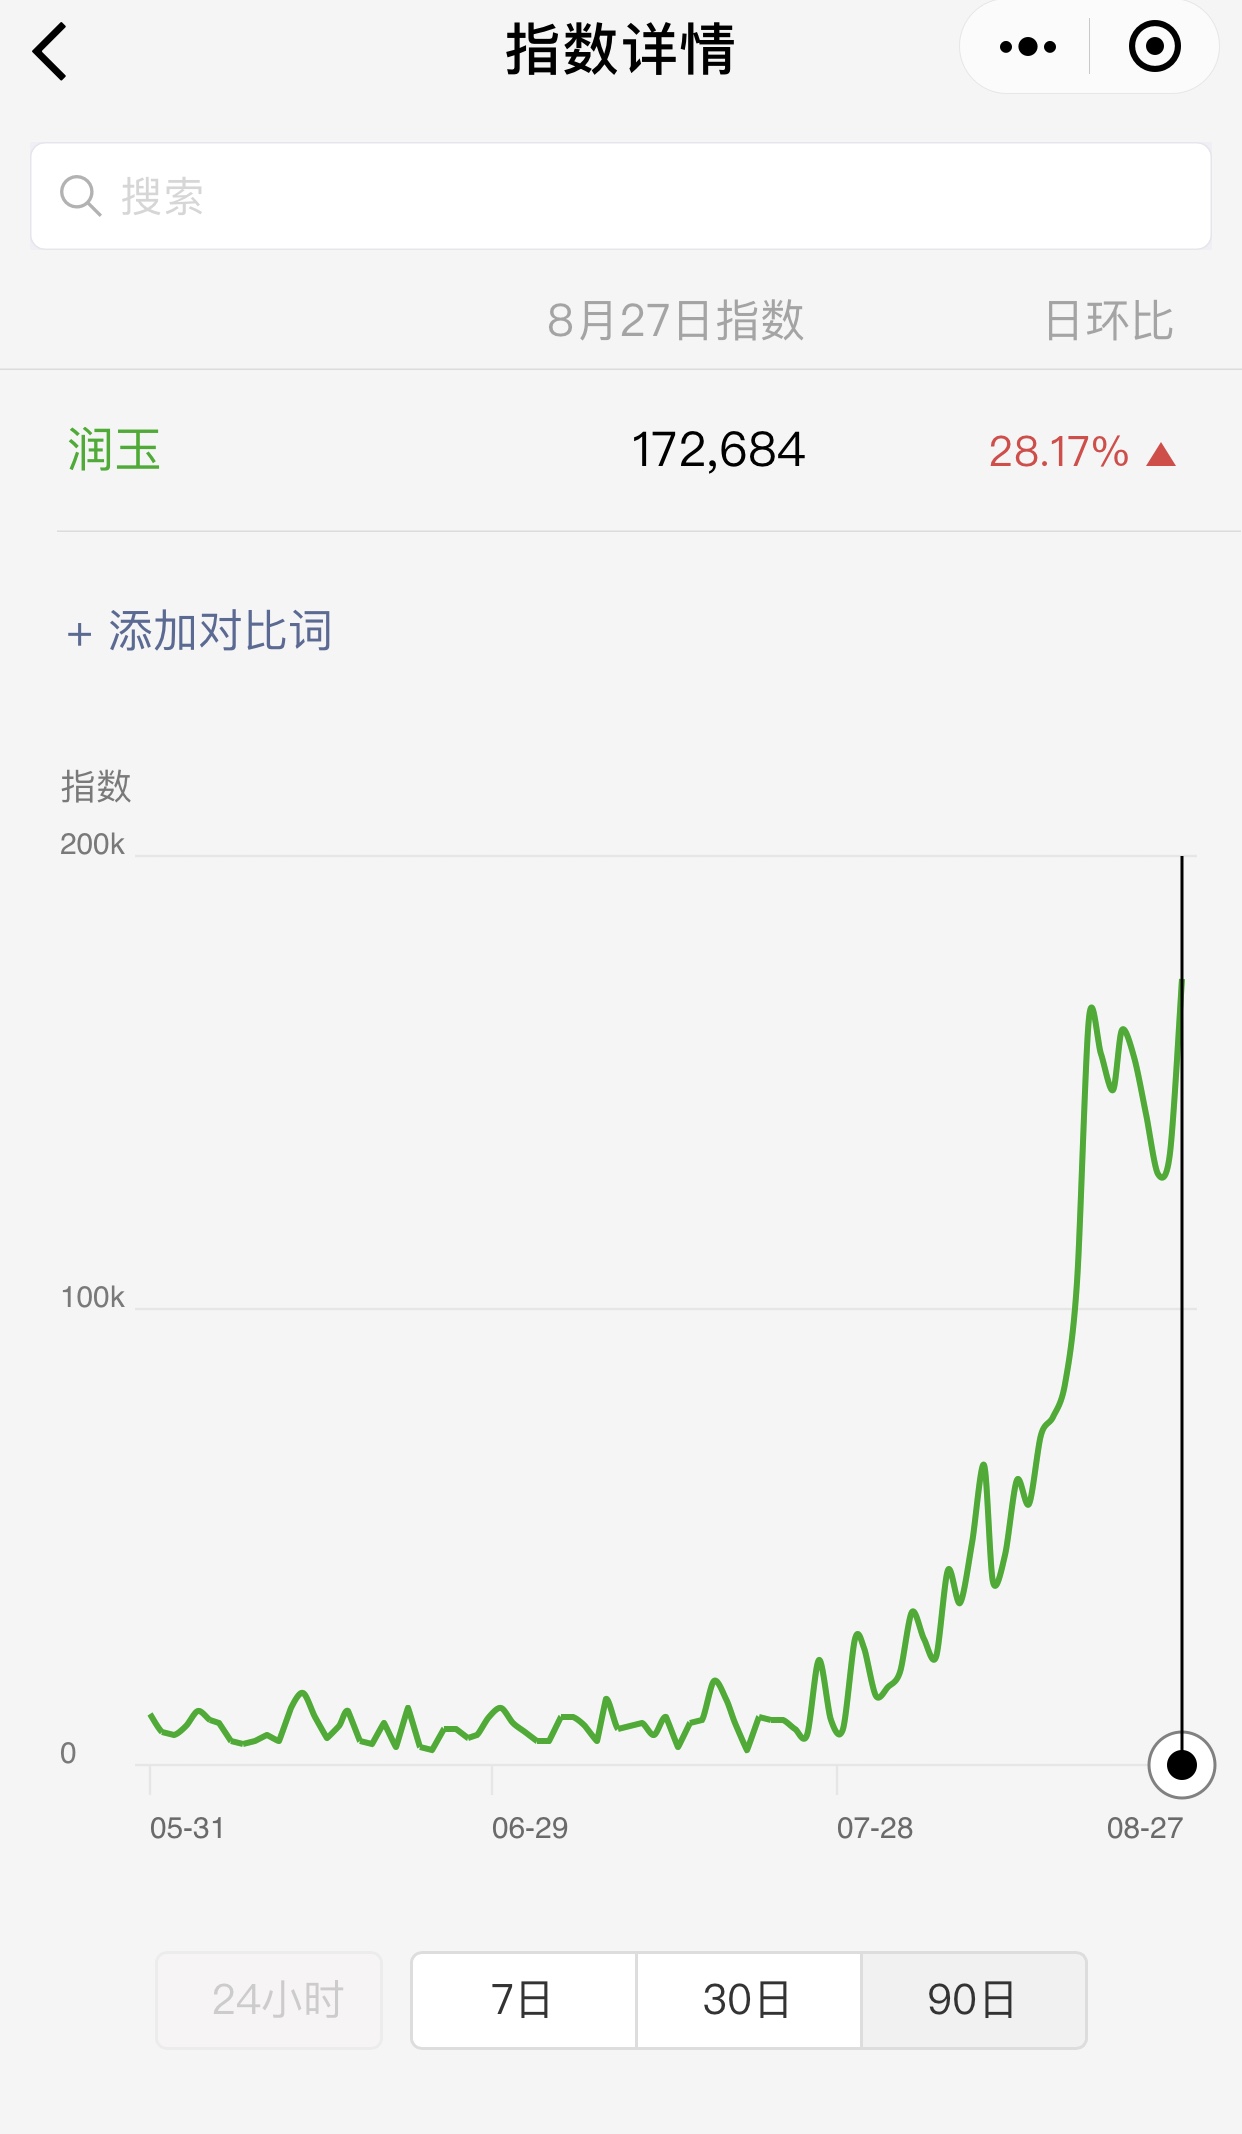 指数详情
搜索
8月27日指数 日环比
润玉 172,684 28.17% ▲
+ 添加对比词
指数
200k
100k
0
05-31 06-29 07-28 08-27
24小时 7日 30日 90日